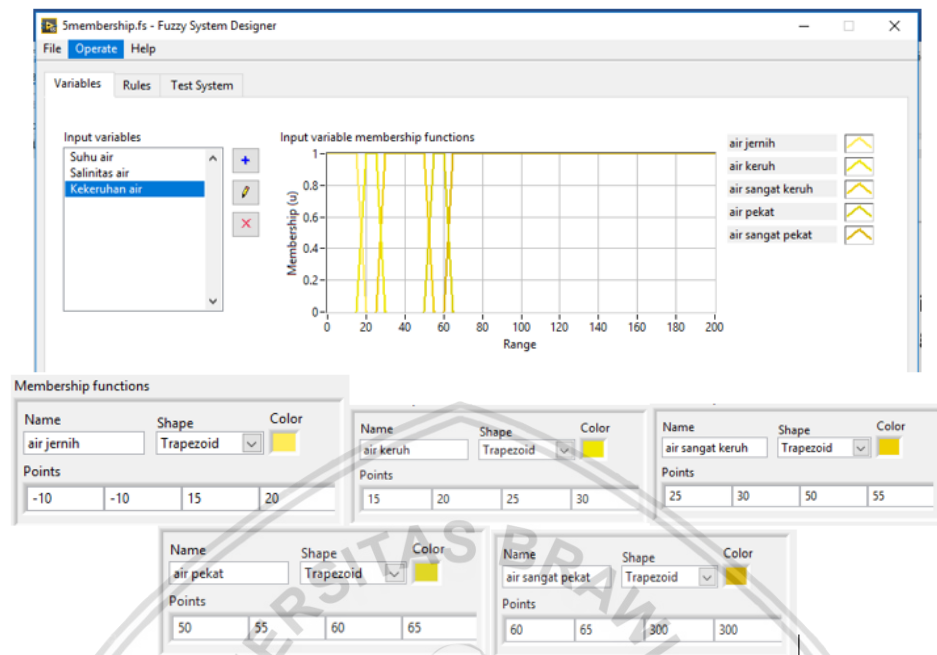 5membership.fs - Fuzzy System Designer
File Operate Help
Variables Rules Test System
Input variables
Suhu air
Salinitas air
Kekeruhan air
Input variable membership functions
Membership (u)
1
0.8
0.6
0.4
0.2
0
0 20 40 60 80 100 120 140 160 180 200
Range
air jernih
air keruh
air sangat keruh
air pekat
air sangat pekat
Membership functions
Name Shape Color
air jernih Trapezoid
Points
-10 -10 15 20
Name Shape Color
air keruh Trapezoid
Points
15 20 25 30
Name Shape Color
air sangat keruh Trapezoid
Points
25 30 50 55
Name Shape Color
air pekat Trapezoid
Points
50 55 60 65
Name Shape Color
air sangat pekat Trapezoid
Points
60 65 300 300
ERSITAS BRAWI